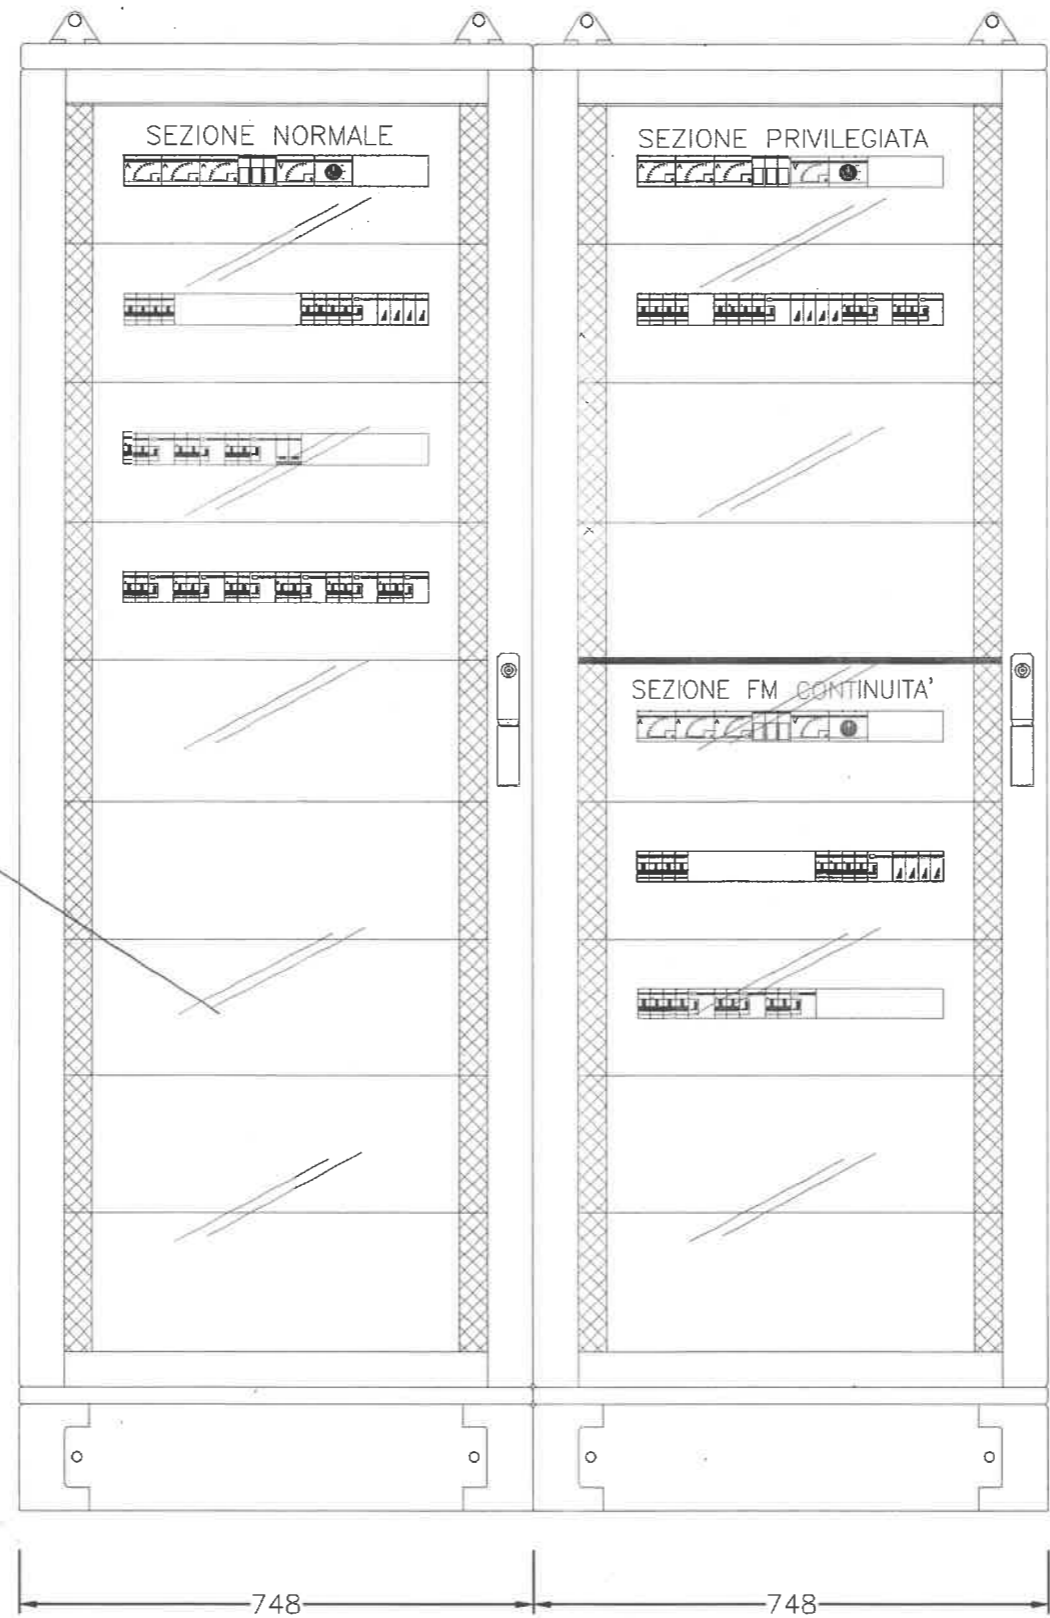 SEZIONE NORMALE
SEZIONE PRIVILEGIATA
SEZIONE FM CONTINUITA'
748
748